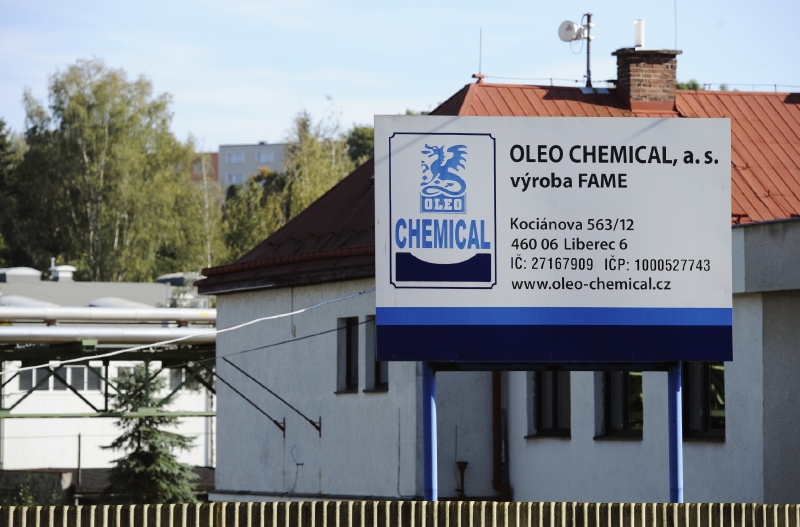 OLEO
CHEMICAL
OLEO CHEMICAL, a. s.
výroba FAME
Kociánova 563/12
460 06 Liberec 6
IČ: 27167909 IČP: 1000527743
www.oleo-chemical.cz